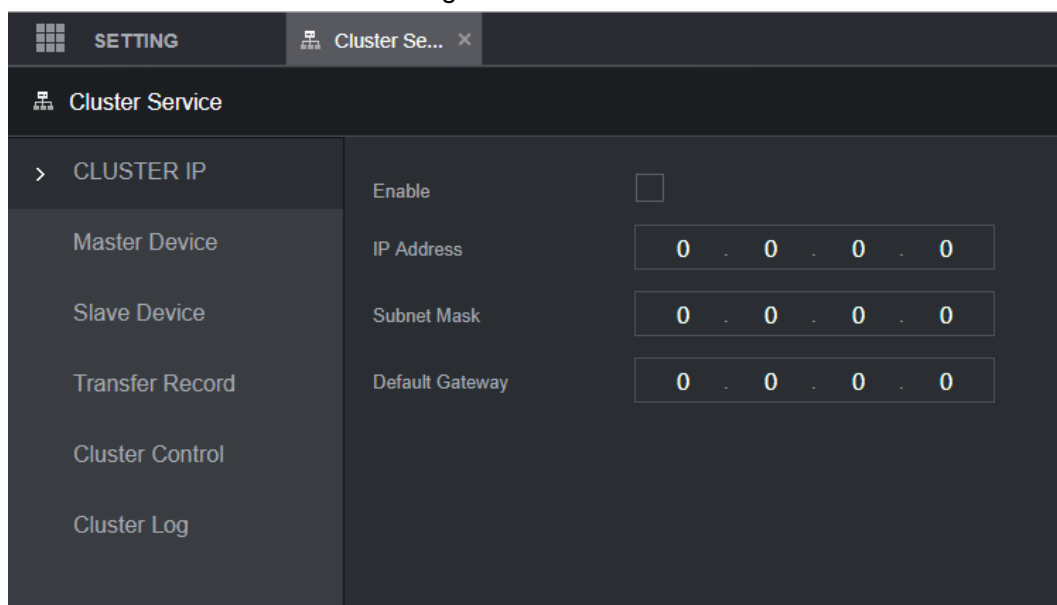 SETTING
Cluster Se... ×
Cluster Service
> CLUSTER IP
Master Device
Slave Device
Transfer Record
Cluster Control
Cluster Log
Enable
IP Address 0 . 0 . 0 . 0
Subnet Mask 0 . 0 . 0 . 0
Default Gateway 0 . 0 . 0 . 0